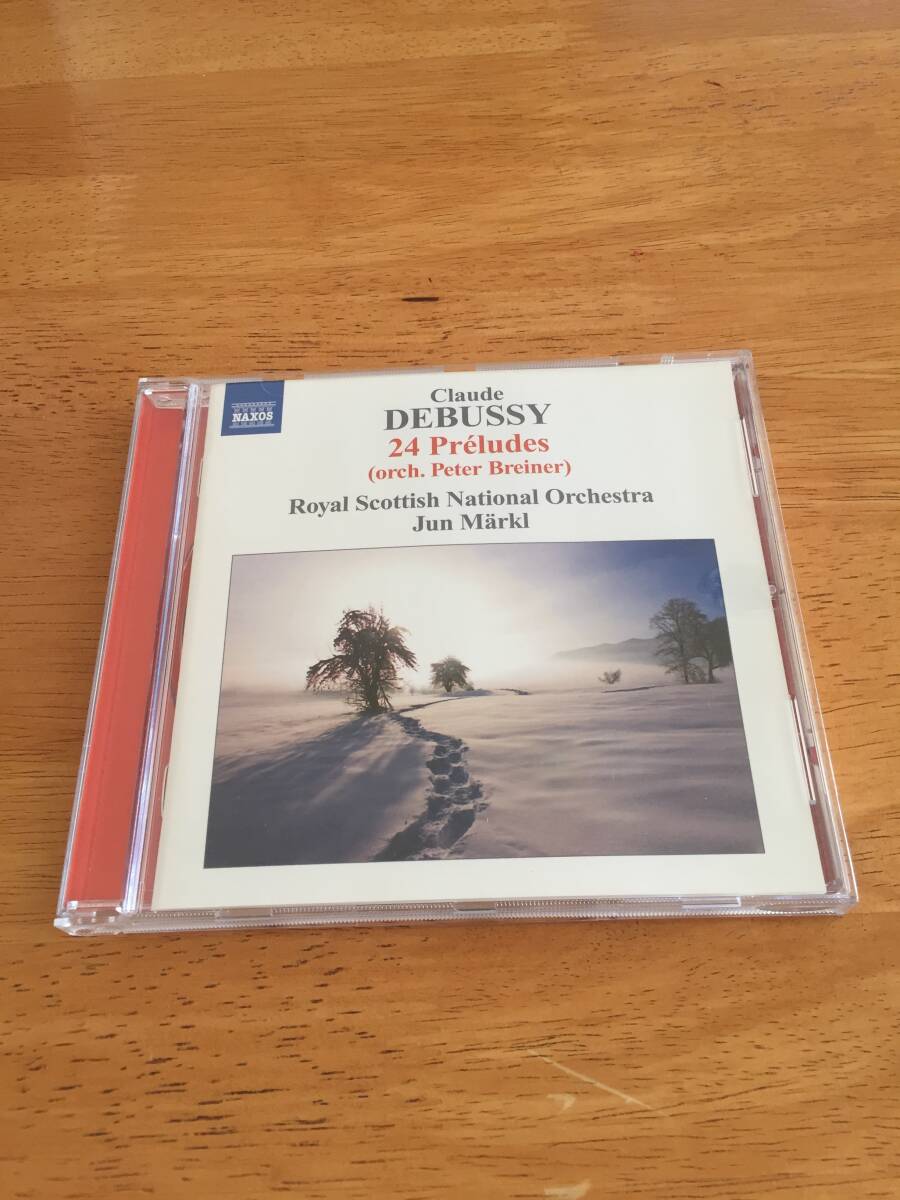 NAXOS
Claude
DEBUSSY
24 Préludes
(orch. Peter Breiner)
Royal Scottish National Orchestra
Jun Märkl